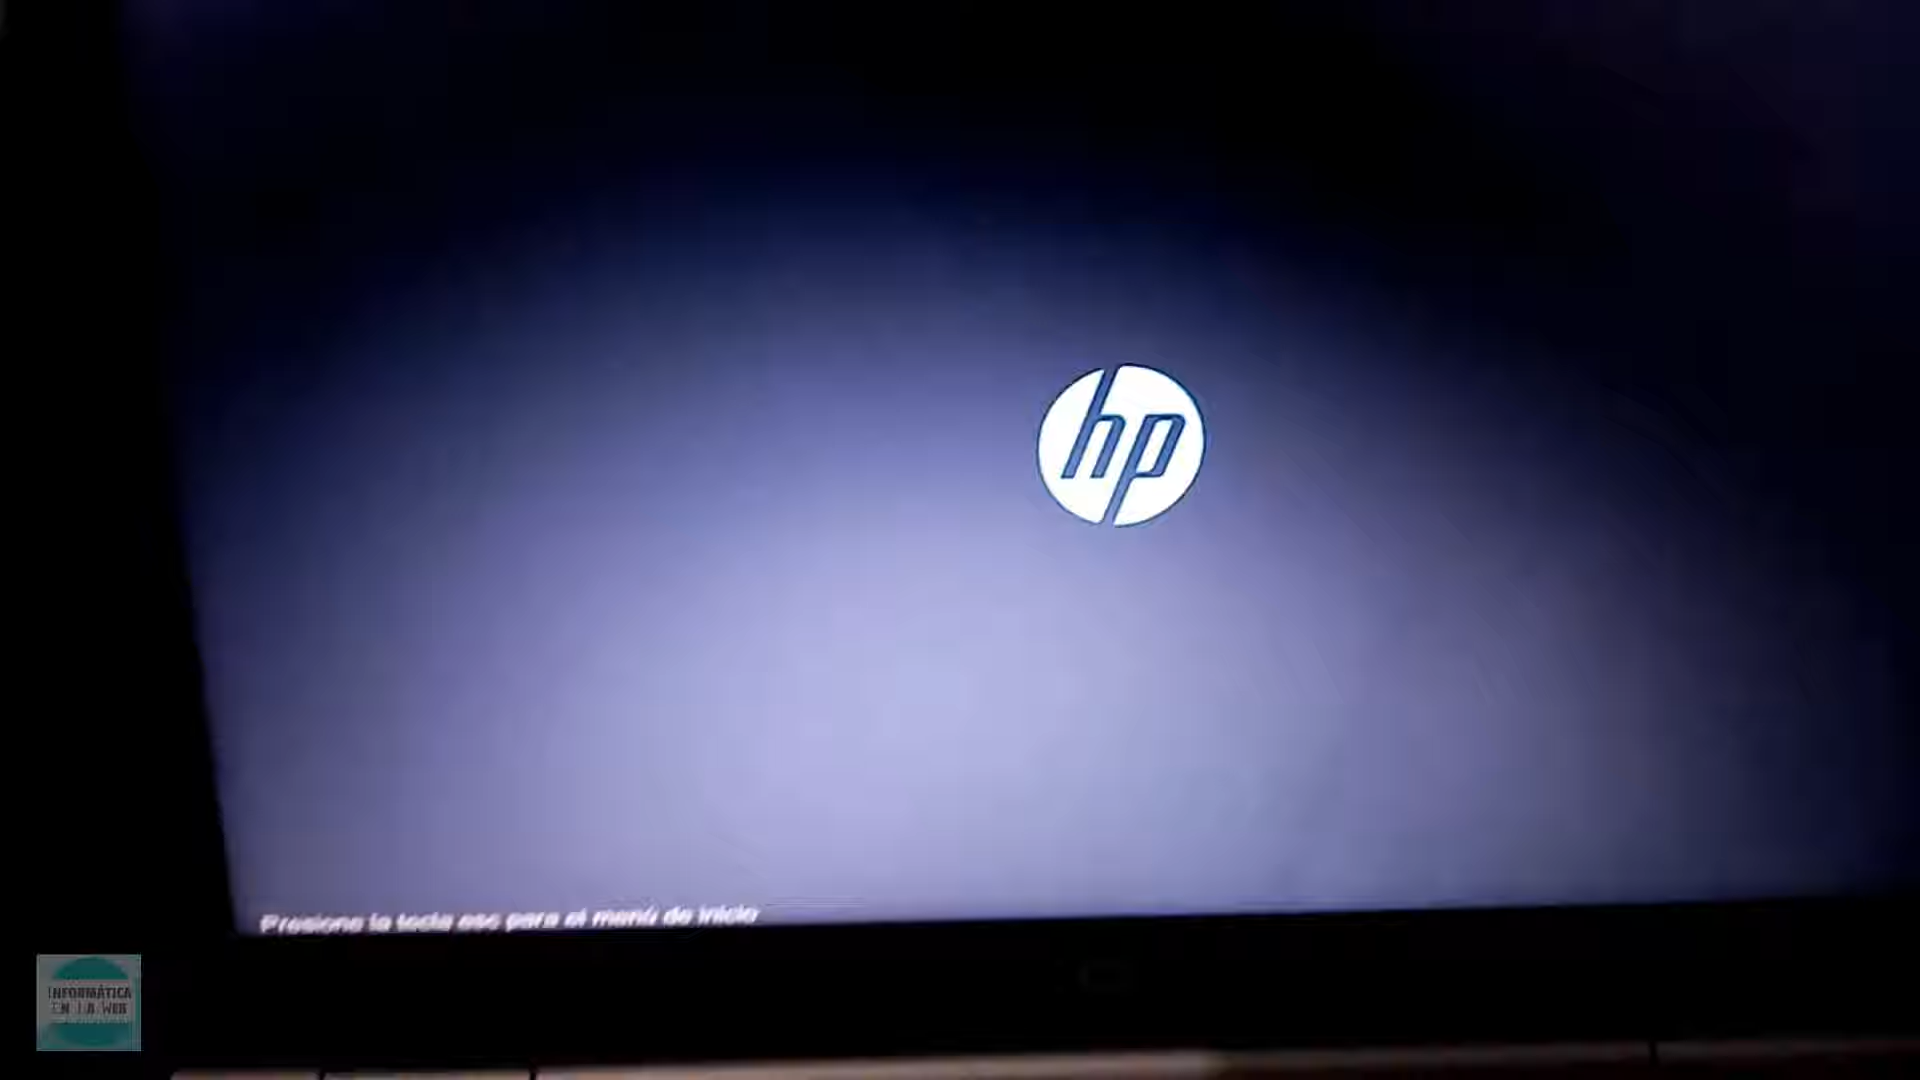 hp
Presione la tecla esc para el menú de inicio
INFORMÁTICA
EN LA WEB